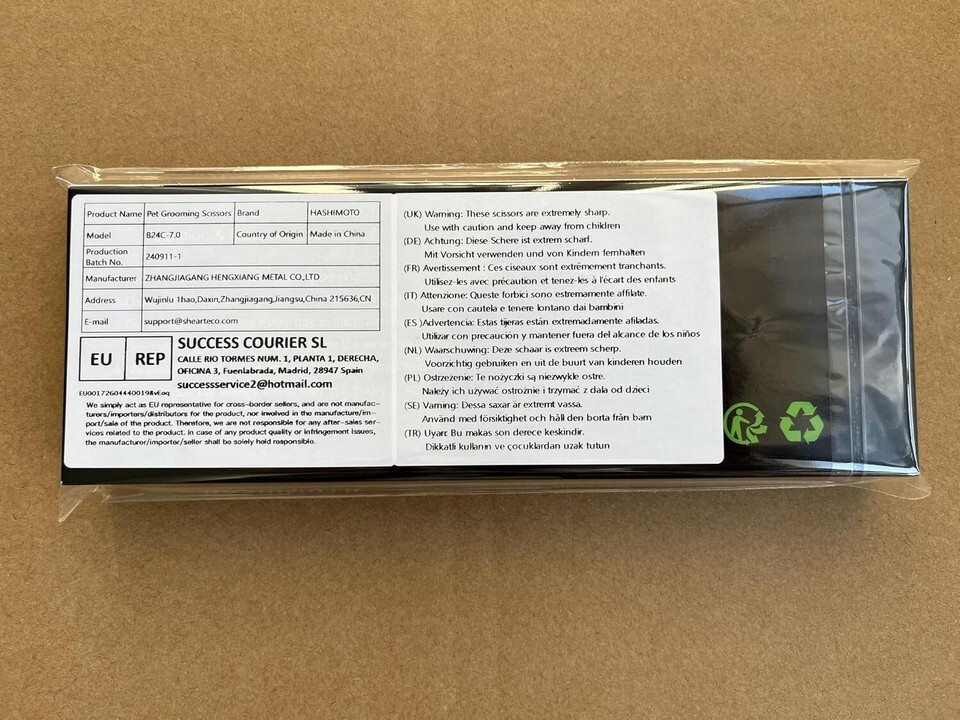 Product Name Pet Grooming Scissors Brand HASHIMOTO
Model B24C-7.0 Country of Origin Made in China
Production
Batch No. 240911-1
Manufacturer ZHANGJIAGANG HENGXIANG METAL CO.,LTD
Address Wujinlu 1hao,Daxin,Zhangjiagang,Jiangsu,China 215636,CN
E-mail support@shearteco.com
EU REP
SUCCESS COURIER SL
CALLE RIO TORMES NUM. 1, PLANTA 1, DERECHA,
OFICINA 3, Fuenlabrada, Madrid, 28947 Spain
successservice2@hotmail.com
We simply act as EU representative for cross-border sellers, and are not manufac-
turers/importers/distributors for the product, nor inwolved in the manufacture/im-
port/sale of the product. Therefore, we are not responsible for any after-sales ser-
vices related to the product. in case of any product quality or infringement issues,
the manufacturer/importer/seller shall be solely held responsible.
(UK) Warning: These scissors are extremely sharp.
Use with caution and keep away from children
(DE) Achtung: Diese Schere ist extrem scharf.
Mit Vorsicht verwenden und von Kindern fernhalten
(FR) Avertissement : Ces ciseaux sont extrêmement tranchants.
Utilisez-les avec précaution et tenez-les à l'écart des enfants
(IT) Attenzione: Queste forbici sono estremamente affilate.
Usare con cautela e tenere lontano dai bambini
(ES )Advertencia: Estas tijeras están extremadamente afiladas.
Utilizar con precaución y mantener fuera del alcance de los niños
(NL) Waarschuwing: Deze schaar is extreem scherp.
Voorzichtig gebruiken en uit de buurt van kinderen houden
(PL) Ostrzeżenie: Te nożyczki są niezwykle ostre.
Należy ich używać ostrożnie i trzymać z dala od dzieci
(SE) Varning: Dessa saxar är extremt vassa.
Använd med försiktighet och håll den borta från barn
(TR) Uyarı: Bu makas son derece keskindir.
Dikkatli kullanın ve çocuklardan uzak tutun